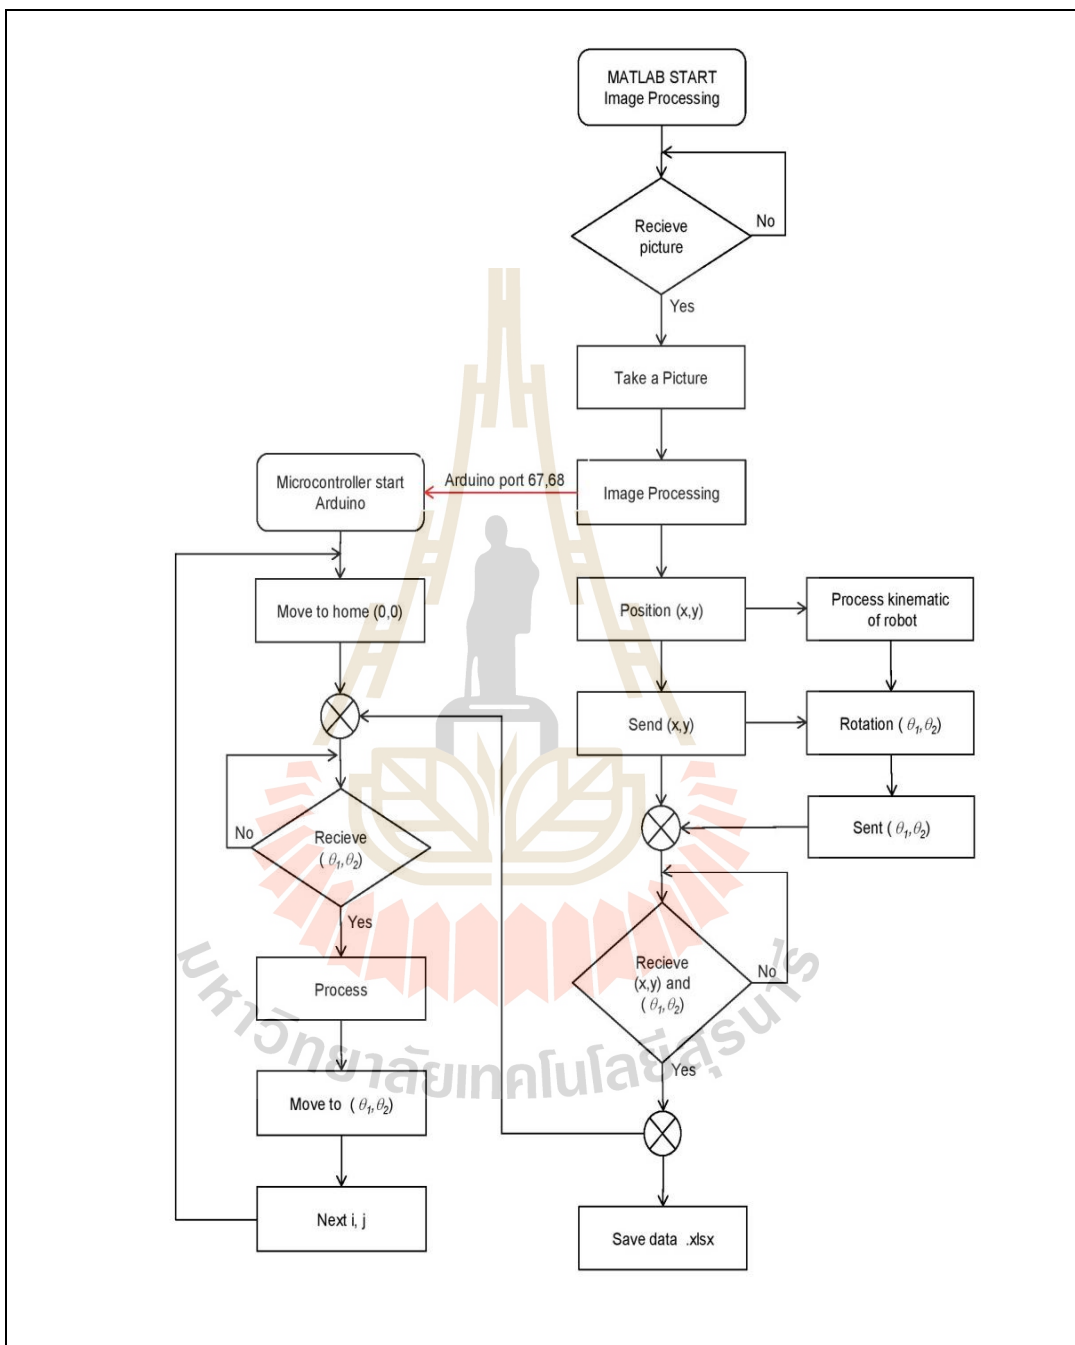 MATLAB START
Image Processing
Recieve
picture
No
Yes
Take a Picture
Microcontroller start
Arduino
Arduino port 67,68
Image Processing
Move to home (0,0)
Position (x,y)
Process kinematic
of robot
Send (x,y)
Rotation ( θ1,θ2)
Sent ( θ1,θ2)
No
Recieve
( θ1,θ2)
Yes
Recieve
(x,y) and
( θ1,θ2)
No
Yes
Process
Move to ( θ1,θ2)
Next i, j
Save data .xlsx
มหาวิทยาลัยเทคโนโลยีสุรนารี